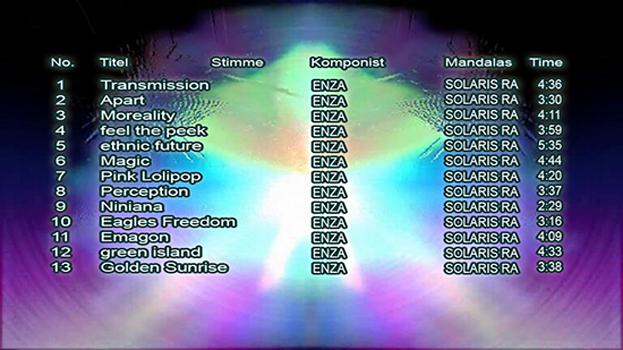 No. Titel Stimme Komponist Mandalas Time
1 Transmission ENZA SOLARIS RA 4:36
2 Apart ENZA SOLARIS RA 3:30
3 Moreality ENZA SOLARIS RA 4:11
4 feel the peek ENZA SOLARIS RA 3:59
5 ethnic future ENZA SOLARIS RA 5:35
6 Magic ENZA SOLARIS RA 4:44
7 Pink Lolipop ENZA SOLARIS RA 4:20
8 Perception ENZA SOLARIS RA 3:37
9 Niniana ENZA SOLARIS RA 2:29
10 Eagles Freedom ENZA SOLARIS RA 3:16
11 Emagon ENZA SOLARIS RA 4:09
12 green island ENZA SOLARIS RA 4:33
13 Golden Sunrise ENZA SOLARIS RA 3:38